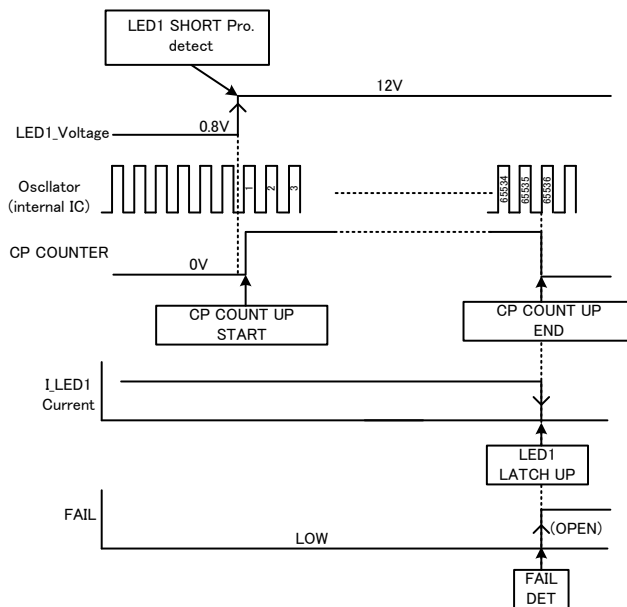 LED1 SHORT Pro.
detect
12V
0.8V
LED1_Voltage
Oscllator
(internal IC)
1
2
3
65534
65535
65536
CP COUNTER
0V
CP COUNT UP
START
CP COUNT UP
END
I_LED1
Current
LED1
LATCH UP
FAIL
LOW
(OPEN)
FAIL
DET